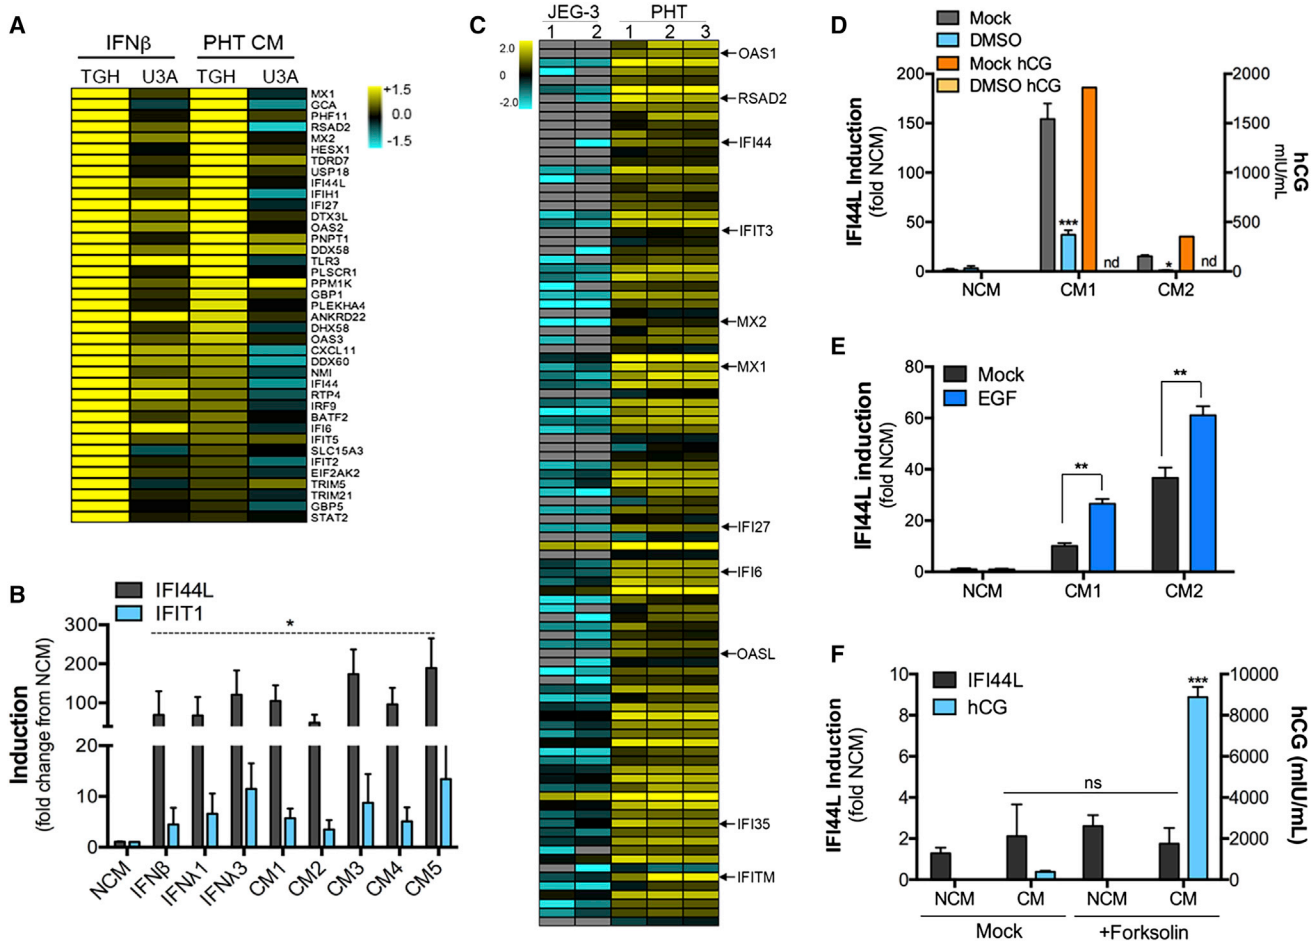 A
IFNβ PHT CM
TGH U3A TGH U3A
MX1
GCA
PHF11
RSAD2
MX2
HESX1
TDRD7
USP18
IFI44L
IFIH1
IFI27
DTX3L
OAS2
PNPT1
DDX58
TLR3
PLSCR1
PPM1K
GBP1
PLEKHA4
ANKRD22
DHX58
OAS3
CXCL11
DDX60
NMI
IFI44
RTP4
IRF9
BATF2
IFI6
IFIT5
SLC15A3
IFIT2
EIF2AK2
TRIM5
TRIM21
GBP5
STAT2
+1.5
0.0
-1.5
B
IFI44L
IFIT1
Induction
(fold change from NCM)
300
200
100
20
10
0
*
NCM IFNβ IFNλ1 IFNλ3 CM1 CM2 CM3 CM4 CM5
C
JEG-3 PHT
1 2 1 2 3
2.0
0
-2.0
OAS1
RSAD2
IFI44
IFIT3
MX2
MX1
IFI27
IFI6
OASL
IFI35
IFITM
D
Mock
DMSO
Mock hCG
DMSO hCG
IFI44L Induction
(fold NCM)
200
150
100
50
0
2000
1500
1000
500
0
hCG
mIU/mL
*** nd * nd
NCM CM1 CM2
E
Mock
EGF
IFI44L induction
(fold NCM)
80
60
40
20
0
** **
NCM CM1 CM2
F
IFI44L
hCG
IFI44L Induction
(fold NCM)
10
8
6
4
2
0
10000
8000
6000
4000
2000
0
hCG (mIU/mL)
ns ***
NCM CM NCM CM
Mock +Forksolin